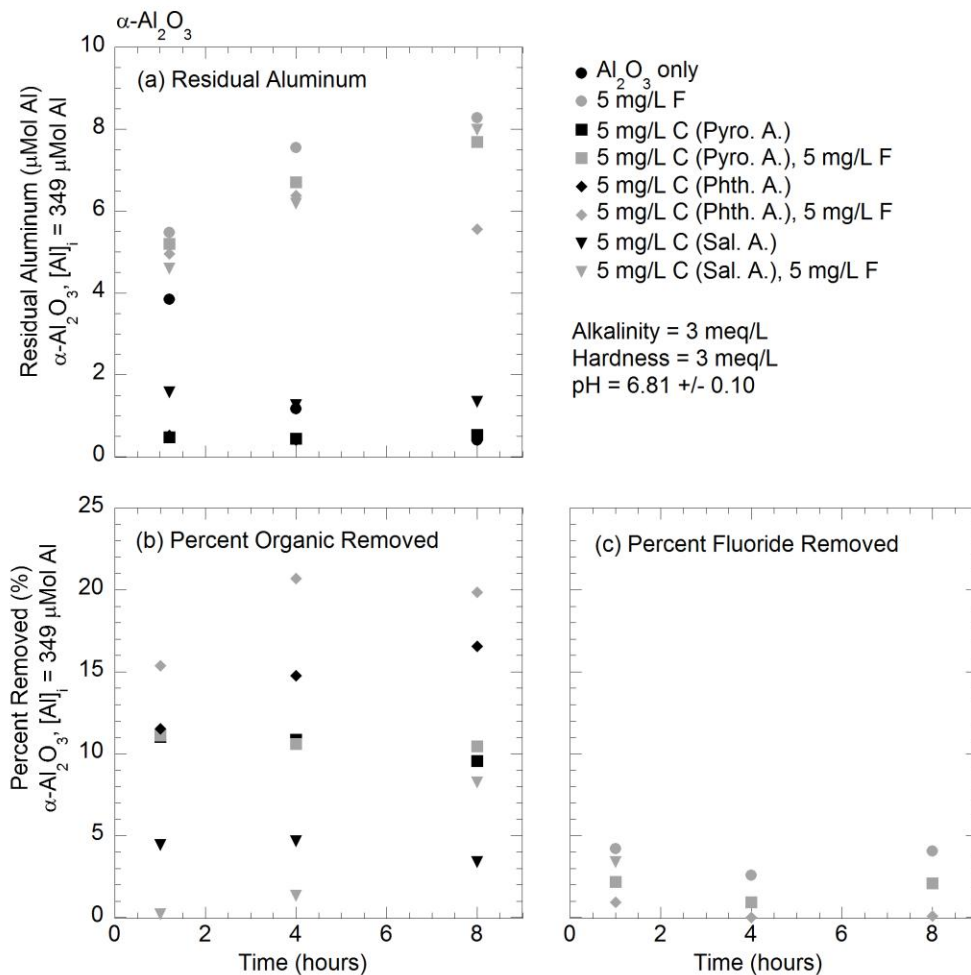 α-Al₂O₃
(a) Residual Aluminum
Residual Aluminum (μMol Al)
α-Al₂O₃, [Al]ᵢ = 349 μMol Al
10
8
6
4
2
0
Al₂O₃ only
5 mg/L F
5 mg/L C (Pyro. A.)
5 mg/L C (Pyro. A.), 5 mg/L F
5 mg/L C (Phth. A.)
5 mg/L C (Phth. A.), 5 mg/L F
5 mg/L C (Sal. A.)
5 mg/L C (Sal. A.), 5 mg/L F
Alkalinity = 3 meq/L
Hardness = 3 meq/L
pH = 6.81 +/- 0.10
(b) Percent Organic Removed
Percent Removed (%)
α-Al₂O₃, [Al]ᵢ = 349 μMol Al
25
20
15
10
5
0
0 2 4 6 8
Time (hours)
(c) Percent Fluoride Removed
0 2 4 6 8
Time (hours)